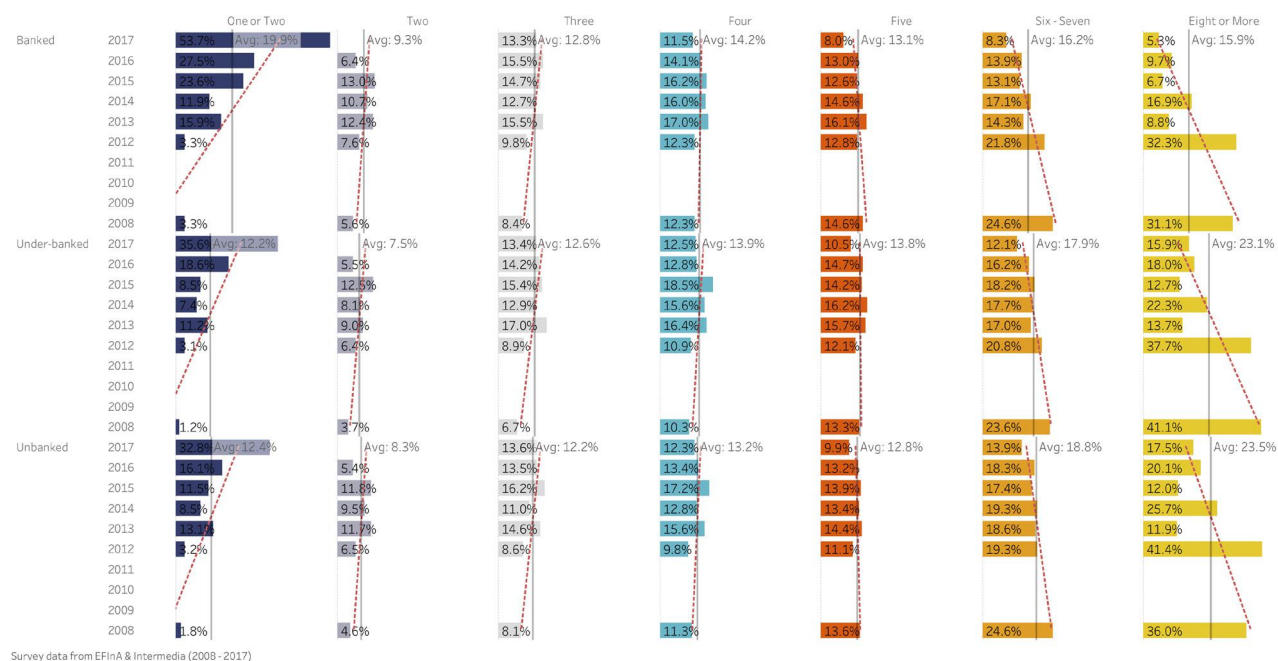 One or Two Two Three Four Five Six - Seven Eight or More
Banked 2017 53.7% Avg: 19.9% Avg: 9.3% 13.3% Avg: 12.8% 11.5% Avg: 14.2% 8.0% Avg: 13.1% 8.3% Avg: 16.2% 5.3% Avg: 15.9%
2016 27.5% 6.4% 15.5% 14.1% 13.0% 13.9% 9.7%
2015 23.6% 13.0% 14.7% 16.2% 12.6% 13.1% 6.7%
2014 11.9% 10.7% 12.7% 16.0% 14.6% 17.1% 16.9%
2013 15.9% 12.4% 15.5% 17.0% 16.1% 14.3% 8.8%
2012 3.3% 7.6% 9.8% 12.3% 12.8% 21.8% 32.3%
2011
2010
2009
2008 3.3% 5.6% 8.4% 12.3% 14.6% 24.6% 31.1%
Under-banked 2017 35.6% Avg: 12.2% Avg: 7.5% 13.4% Avg: 12.6% 12.5% Avg: 13.9% 10.5% Avg: 13.8% 12.1% Avg: 17.9% 15.9% Avg: 23.1%
2016 18.6% 5.5% 14.2% 12.8% 14.7% 16.2% 18.0%
2015 8.5% 12.5% 15.4% 18.5% 14.2% 18.2% 12.7%
2014 7.4% 8.1% 12.9% 15.6% 16.2% 17.7% 22.3%
2013 11.2% 9.0% 17.0% 16.4% 15.7% 17.0% 13.7%
2012 3.1% 6.4% 8.9% 10.9% 12.1% 20.8% 37.7%
2011
2010
2009
2008 1.2% 3.7% 6.7% 10.3% 13.3% 23.6% 41.1%
Unbanked 2017 32.8% Avg: 12.4% Avg: 8.3% 13.6% Avg: 12.2% 12.3% Avg: 13.2% 9.9% Avg: 12.8% 13.9% Avg: 18.8% 17.5% Avg: 23.5%
2016 16.1% 5.4% 13.5% 13.4% 13.2% 18.3% 20.1%
2015 11.5% 11.8% 16.2% 17.2% 13.9% 17.4% 12.0%
2014 8.5% 9.5% 11.0% 12.8% 13.4% 19.3% 25.7%
2013 13.1% 11.7% 14.6% 15.6% 14.4% 18.6% 11.9%
2012 3.2% 6.5% 8.6% 9.8% 11.1% 19.3% 41.4%
2011
2010
2009
2008 1.8% 4.6% 8.1% 11.3% 13.6% 24.6% 36.0%
Survey data from EFInA & Intermedia (2008 - 2017)